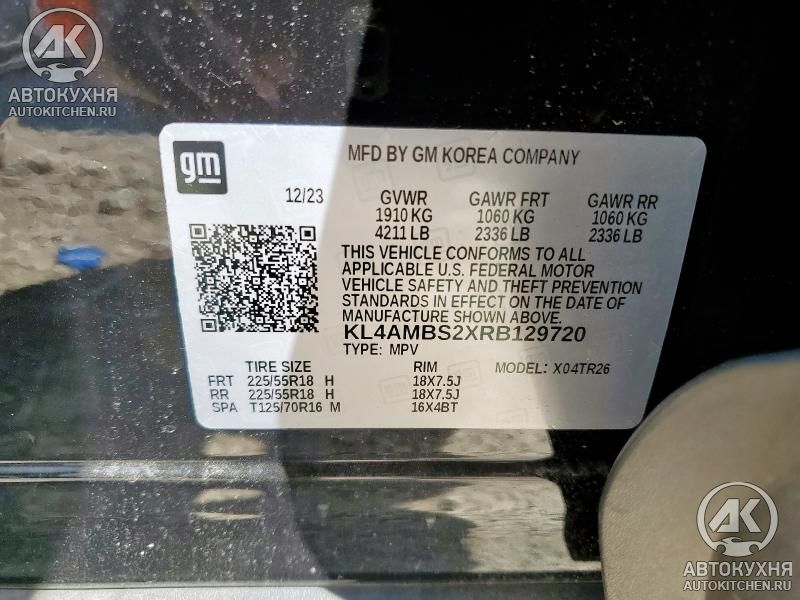 AK
АВТОКУХНЯ
AUTOKITCHEN.RU
gm
MFD BY GM KOREA COMPANY
12/23 GVWR GAWR FRT GAWR RR
1910 KG 1060 KG 1060 KG
4211 LB 2336 LB 2336 LB
THIS VEHICLE CONFORMS TO ALL
APPLICABLE U.S. FEDERAL MOTOR
VEHICLE SAFETY AND THEFT PREVENTION
STANDARDS IN EFFECT ON THE DATE OF
MANUFACTURE SHOWN ABOVE.
KL4AMBS2XRB129720
TYPE: MPV MODEL: X04TR26
TIRE SIZE RIM
FRT 225/55R18 H 18X7.5J
RR 225/55R18 H 18X7.5J
SPA T125/70R16 M 16X4BT
AK
АВТОКУХНЯ
AUTOKITCHEN.RU